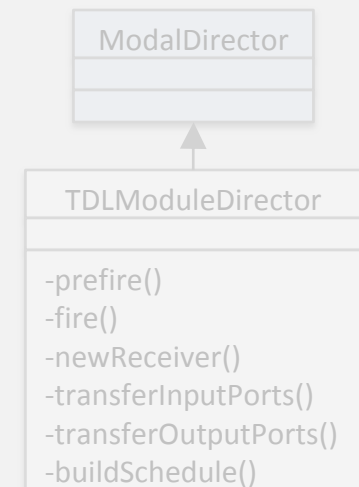 ModalDirector
TDLModuleDirector
-prefire()
-fire()
-newReceiver()
-transferInputPorts()
-transferOutputPorts()
-buildSchedule()